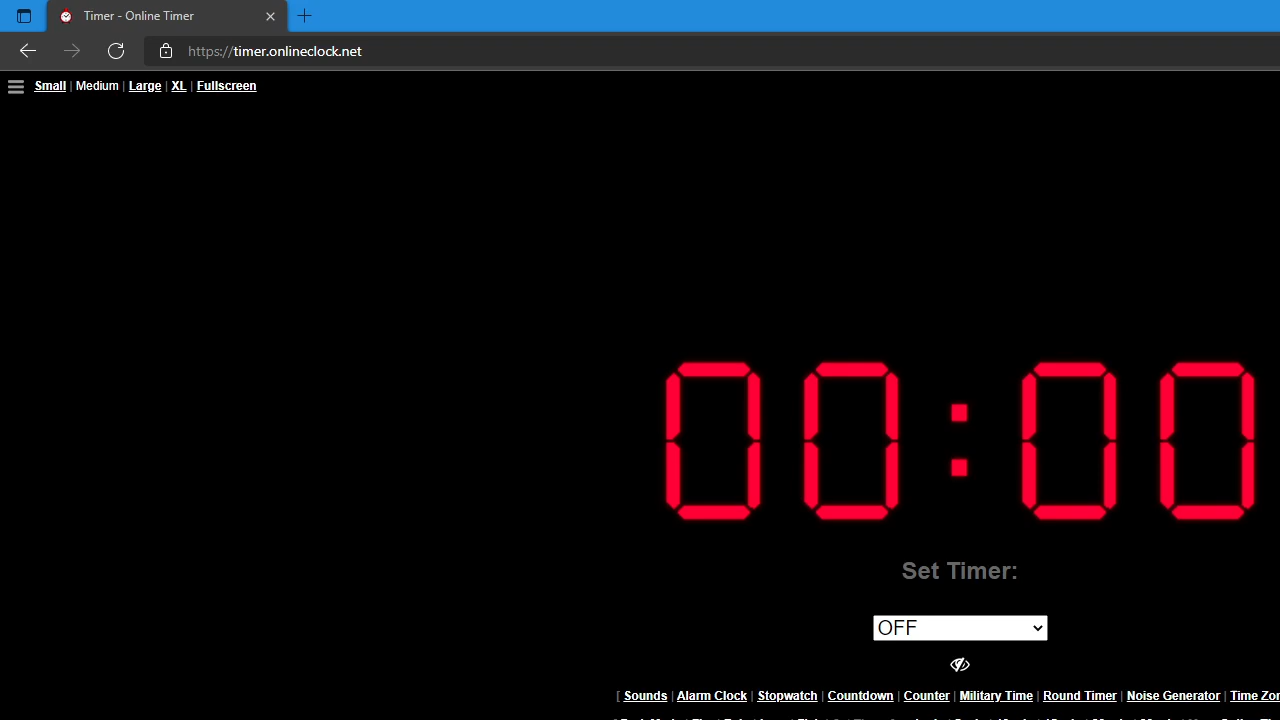 Timer - Online Timer
https://timer.onlineclock.net
Small | Medium | Large | XL | Fullscreen
00:00
Set Timer:
OFF
[ Sounds | Alarm Clock | Stopwatch | Countdown | Counter | Military Time | Round Timer | Noise Generator | Time Zon